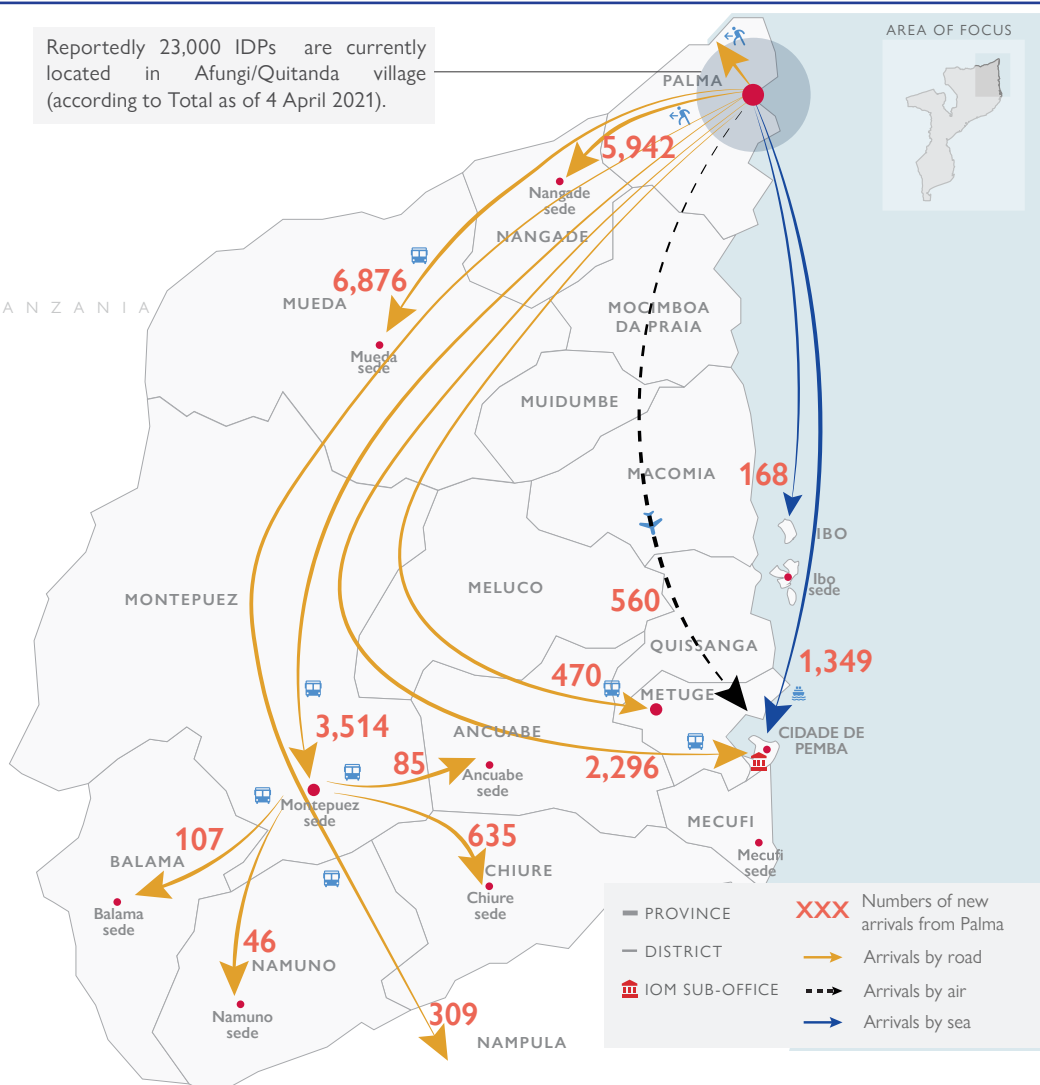 Reportedly 23,000 IDPs are currently
located in Afungi/Quitanda village
(according to Total as of 4 April 2021).
AREA OF FOCUS
PALMA
5,942
Nangade
sede
NANGADE
6,876
MUEDA
ANZANIA
Mueda
sede
MOCIMBOA
DA PRAIA
MUIDUMBE
MACOMIA
168
IBO
Ibo
sede
MONTEPUEZ
MELUCO
560
QUISSANGA
1,349
470
METUGE
3,514
ANCUABE
CIDADE DE
PEMBA
85
2,296
Ancuabe
sede
Montepuez
sede
MECUFI
107
635
BALAMA
CHIURE
Mecufi
sede
Chiure
sede
Balama
sede
46
NAMUNO
Namuno
sede
309
NAMPULA
PROVINCE
DISTRICT
IOM SUB-OFFICE
XXX Numbers of new
arrivals from Palma
Arrivals by road
Arrivals by air
Arrivals by sea